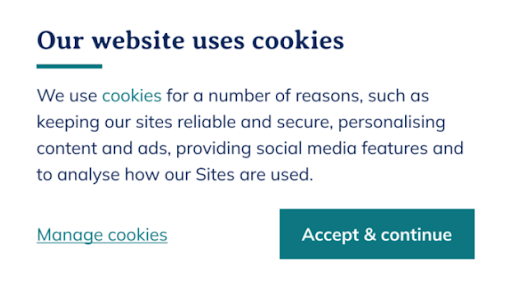 Our website uses cookies
We use cookies for a number of reasons, such as
keeping our sites reliable and secure, personalising
content and ads, providing social media features and
to analyse how our Sites are used.
Manage cookies
Accept & continue